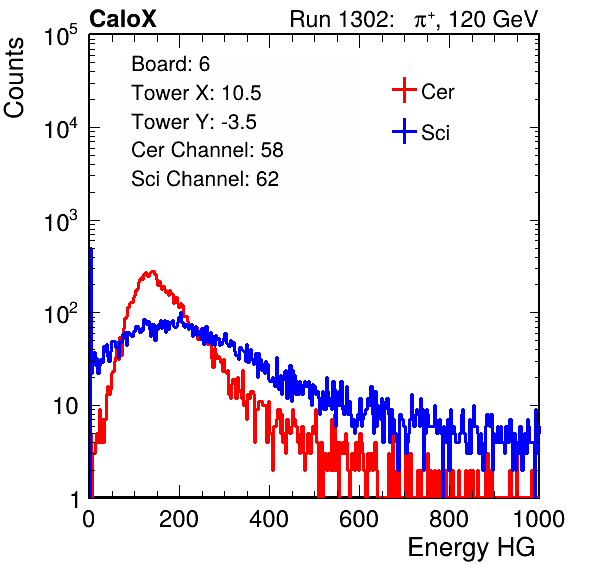 CaloX Run 1302: π⁺, 120 GeV
Counts
10⁵
10⁴
10³
10²
10
1
Board: 6
Tower X: 10.5
Tower Y: -3.5
Cer Channel: 58
Sci Channel: 62
Cer
Sci
0 200 400 600 800 1000
Energy HG